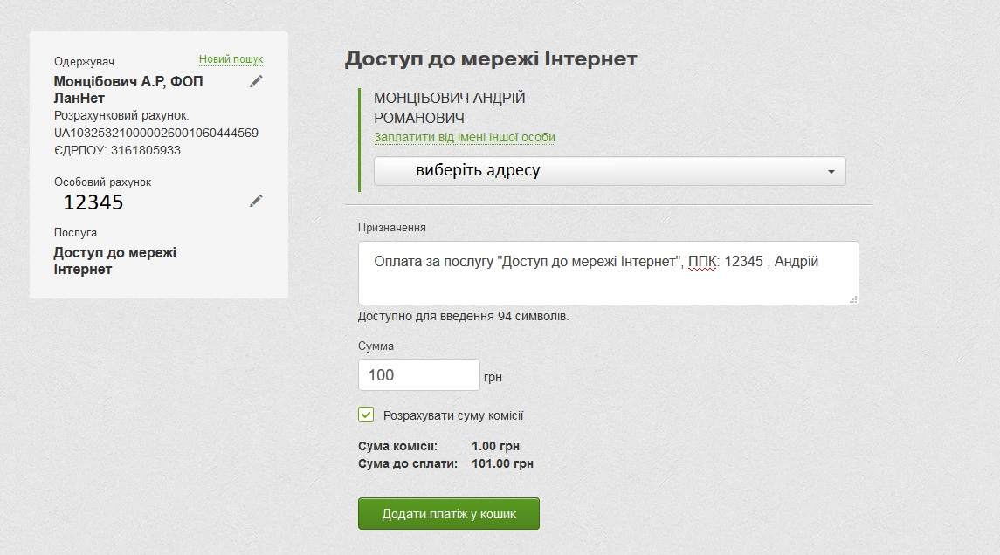 Одержувач
Новий пошук
Монцібович А.Р, ФОП
ЛанНет
Розрахунковий рахунок:
UA103253210000026001060444569
ЄДРПОУ: 3161805933
Особовий рахунок
12345
Послуга
Доступ до мережі
Інтернет
Доступ до мережі Інтернет
МОНЦІБОВИЧ АНДРІЙ
РОМАНОВИЧ
Заплатити від імені іншої особи
виберіть адресу
Призначення
Оплата за послугу "Доступ до мережі Інтернет", ППК: 12345 , Андрій
Доступно для введення 94 символів.
Сумма
100 грн
Розрахувати суму комісії
Сума комісії: 1.00 грн
Сума до сплати: 101.00 грн
Додати платіж у кошик